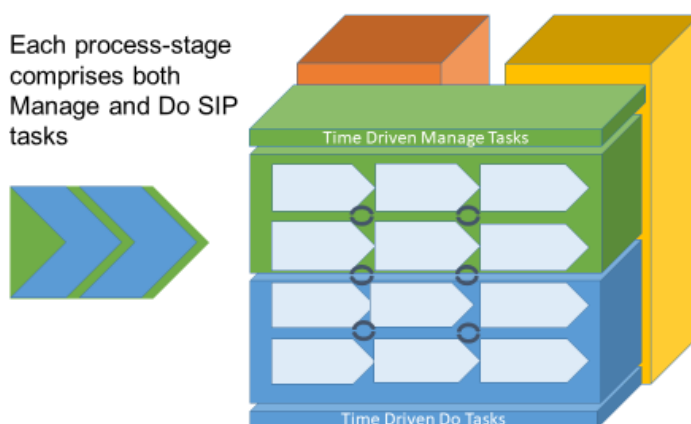 Each process-stage
comprises both
Manage and Do SIP
tasks
Time Driven Manage Tasks
Time Driven Do Tasks